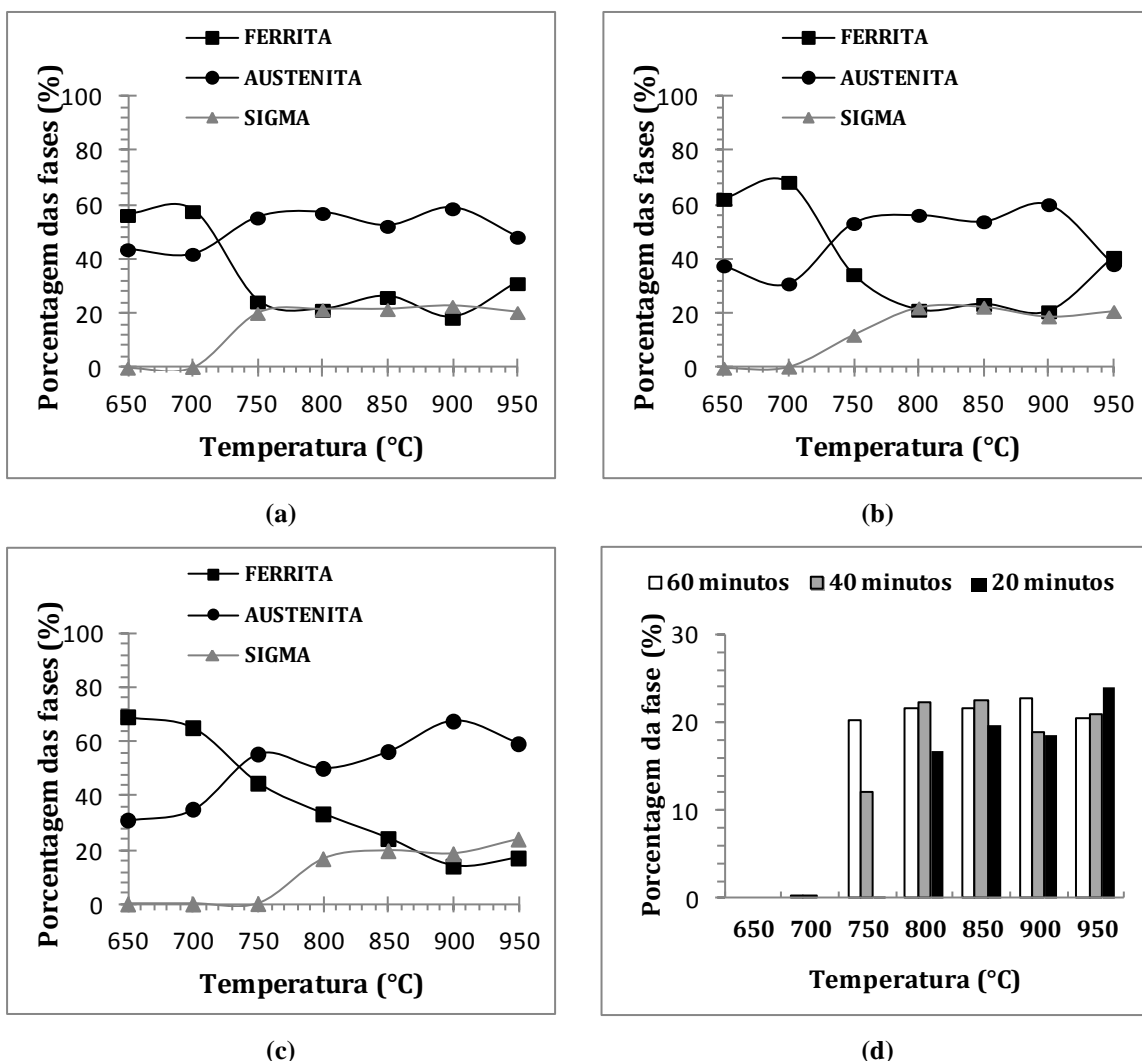 FERRITA
AUSTENITA
SIGMA
Porcentagem das fases (%)
100
80
60
40
20
0
650 700 750 800 850 900 950
Temperatura (°C)
(a)
FERRITA
AUSTENITA
SIGMA
Porcentagem das fases (%)
100
80
60
40
20
0
650 700 750 800 850 900 950
Temperatura (°C)
(b)
FERRITA
AUSTENITA
SIGMA
Porcentagem das fases (%)
100
80
60
40
20
0
650 700 750 800 850 900 950
Temperatura (°C)
(c)
60 minutos 40 minutos 20 minutos
Porcentagem da fase (%)
30
20
10
0
650 700 750 800 850 900 950
Temperatura (°C)
(d)